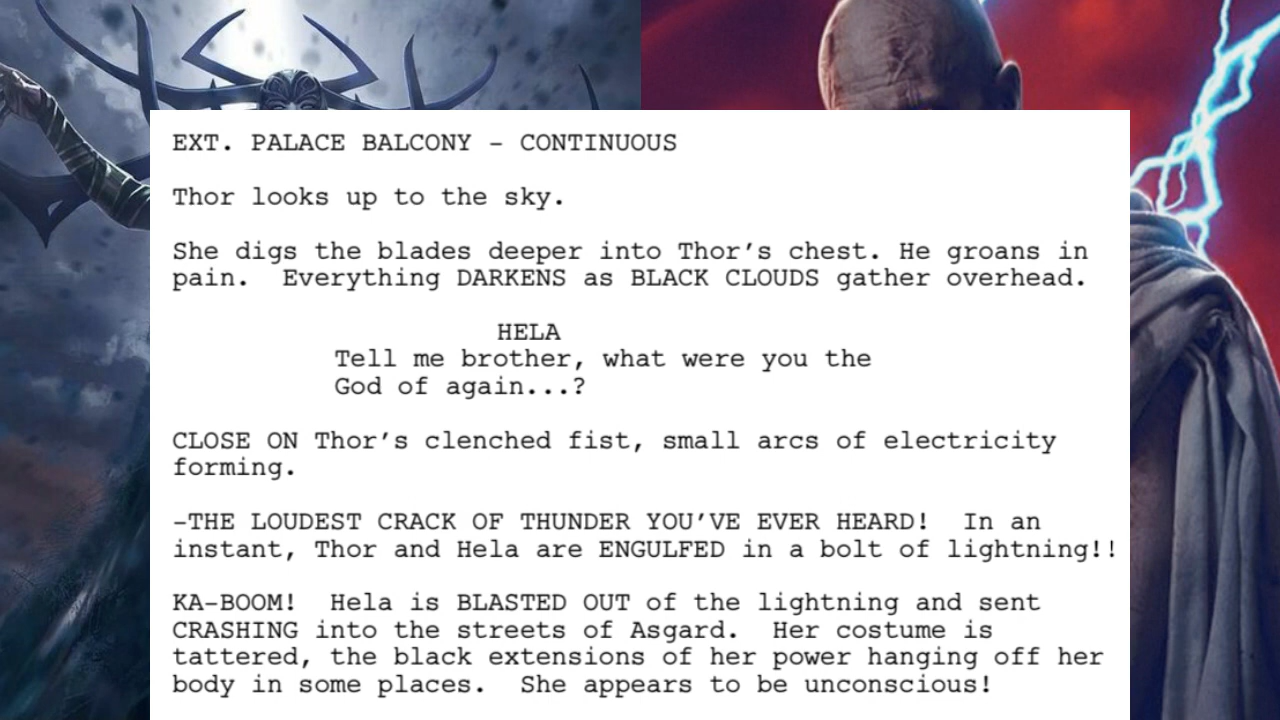 EXT. PALACE BALCONY - CONTINUOUS
Thor looks up to the sky.
She digs the blades deeper into Thor's chest. He groans in
pain.  Everything DARKENS as BLACK CLOUDS gather overhead.
HELA
Tell me brother, what were you the
God of again...?
CLOSE ON Thor's clenched fist, small arcs of electricity
forming.
-THE LOUDEST CRACK OF THUNDER YOU'VE EVER HEARD!  In an
instant, Thor and Hela are ENGULFED in a bolt of lightning!!
KA-BOOM!  Hela is BLASTED OUT of the lightning and sent
CRASHING into the streets of Asgard.  Her costume is
tattered, the black extensions of her power hanging off her
body in some places.  She appears to be unconscious!